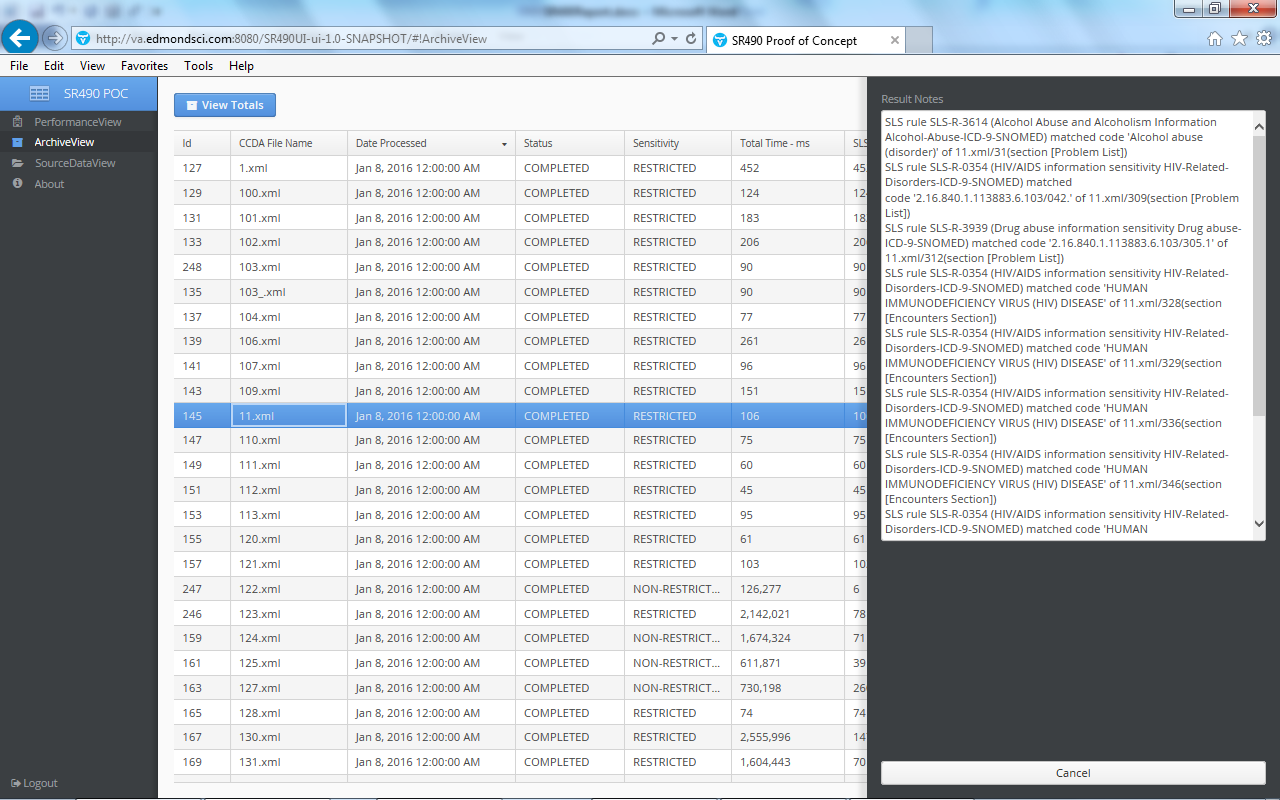 http://va.edmondsci.com:8080/SR490UI-ui-1.0-SNAPSHOT/#!ArchiveView
SR490 Proof of Concept
File Edit View Favorites Tools Help
SR490 POC
PerformanceView
ArchiveView
SourceDataView
About
Logout
View Totals
Id CCDA File Name Date Processed Status Sensitivity Total Time - ms SLS
127 1.xml Jan 8, 2016 12:00:00 AM COMPLETED RESTRICTED 452 45
129 100.xml Jan 8, 2016 12:00:00 AM COMPLETED RESTRICTED 124 12
131 101.xml Jan 8, 2016 12:00:00 AM COMPLETED RESTRICTED 183 18
133 102.xml Jan 8, 2016 12:00:00 AM COMPLETED RESTRICTED 206 20
248 103.xml Jan 8, 2016 12:00:00 AM COMPLETED RESTRICTED 90 90
135 103_.xml Jan 8, 2016 12:00:00 AM COMPLETED RESTRICTED 90 90
137 104.xml Jan 8, 2016 12:00:00 AM COMPLETED RESTRICTED 77 77
139 106.xml Jan 8, 2016 12:00:00 AM COMPLETED RESTRICTED 261 26
141 107.xml Jan 8, 2016 12:00:00 AM COMPLETED RESTRICTED 96 96
143 109.xml Jan 8, 2016 12:00:00 AM COMPLETED RESTRICTED 151 15
145 11.xml Jan 8, 2016 12:00:00 AM COMPLETED RESTRICTED 106 10
147 110.xml Jan 8, 2016 12:00:00 AM COMPLETED RESTRICTED 75 75
149 111.xml Jan 8, 2016 12:00:00 AM COMPLETED RESTRICTED 60 60
151 112.xml Jan 8, 2016 12:00:00 AM COMPLETED RESTRICTED 45 45
153 113.xml Jan 8, 2016 12:00:00 AM COMPLETED RESTRICTED 95 95
155 120.xml Jan 8, 2016 12:00:00 AM COMPLETED RESTRICTED 61 61
157 121.xml Jan 8, 2016 12:00:00 AM COMPLETED RESTRICTED 103 10
247 122.xml Jan 8, 2016 12:00:00 AM COMPLETED NON-RESTRICT... 126,277 6
246 123.xml Jan 8, 2016 12:00:00 AM COMPLETED RESTRICTED 2,142,021 78
159 124.xml Jan 8, 2016 12:00:00 AM COMPLETED NON-RESTRICT... 1,674,324 71
161 125.xml Jan 8, 2016 12:00:00 AM COMPLETED NON-RESTRICT... 611,871 39
163 127.xml Jan 8, 2016 12:00:00 AM COMPLETED NON-RESTRICT... 730,198 26
165 128.xml Jan 8, 2016 12:00:00 AM COMPLETED RESTRICTED 74 74
167 130.xml Jan 8, 2016 12:00:00 AM COMPLETED RESTRICTED 2,555,996 14
169 131.xml Jan 8, 2016 12:00:00 AM COMPLETED RESTRICTED 1,604,443 70
Result Notes
SLS rule SLS-R-3614 (Alcohol Abuse and Alcoholism Information
Alcohol-Abuse-ICD-9-SNOMED) matched code 'Alcohol abuse
(disorder)' of 11.xml/31(section [Problem List])
SLS rule SLS-R-0354 (HIV/AIDS information sensitivity HIV-Related-
Disorders-ICD-9-SNOMED) matched
code '2.16.840.1.113883.6.103/042.' of 11.xml/309(section [Problem
List])
SLS rule SLS-R-3939 (Drug abuse information sensitivity Drug abuse-
ICD-9-SNOMED) matched code '2.16.840.1.113883.6.103/305.1' of
11.xml/312(section [Problem List])
SLS rule SLS-R-0354 (HIV/AIDS information sensitivity HIV-Related-
Disorders-ICD-9-SNOMED) matched code 'HUMAN
IMMUNODEFICIENCY VIRUS (HIV) DISEASE' of 11.xml/328(section
[Encounters Section])
SLS rule SLS-R-0354 (HIV/AIDS information sensitivity HIV-Related-
Disorders-ICD-9-SNOMED) matched code 'HUMAN
IMMUNODEFICIENCY VIRUS (HIV) DISEASE' of 11.xml/329(section
[Encounters Section])
SLS rule SLS-R-0354 (HIV/AIDS information sensitivity HIV-Related-
Disorders-ICD-9-SNOMED) matched code 'HUMAN
IMMUNODEFICIENCY VIRUS (HIV) DISEASE' of 11.xml/336(section
[Encounters Section])
SLS rule SLS-R-0354 (HIV/AIDS information sensitivity HIV-Related-
Disorders-ICD-9-SNOMED) matched code 'HUMAN
IMMUNODEFICIENCY VIRUS (HIV) DISEASE' of 11.xml/346(section
[Encounters Section])
SLS rule SLS-R-0354 (HIV/AIDS information sensitivity HIV-Related-
Disorders-ICD-9-SNOMED) matched code 'HUMAN
Cancel